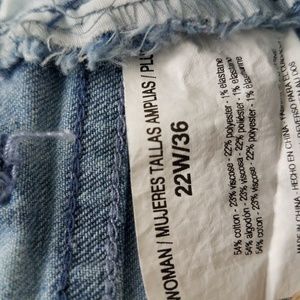 WOMAN / MUJERES TALLAS AMPLIAS / PLU
22W/36
54% cotton - 23% viscose - 22% polyester - 1% elastane
54% algodón - 23% viscosa - 22% poliéster - 1% elastano
54% coton - 23% viscose - 22% polyester - 1% élasthanne
MADE IN CHINA / HECHO EN CHINA /